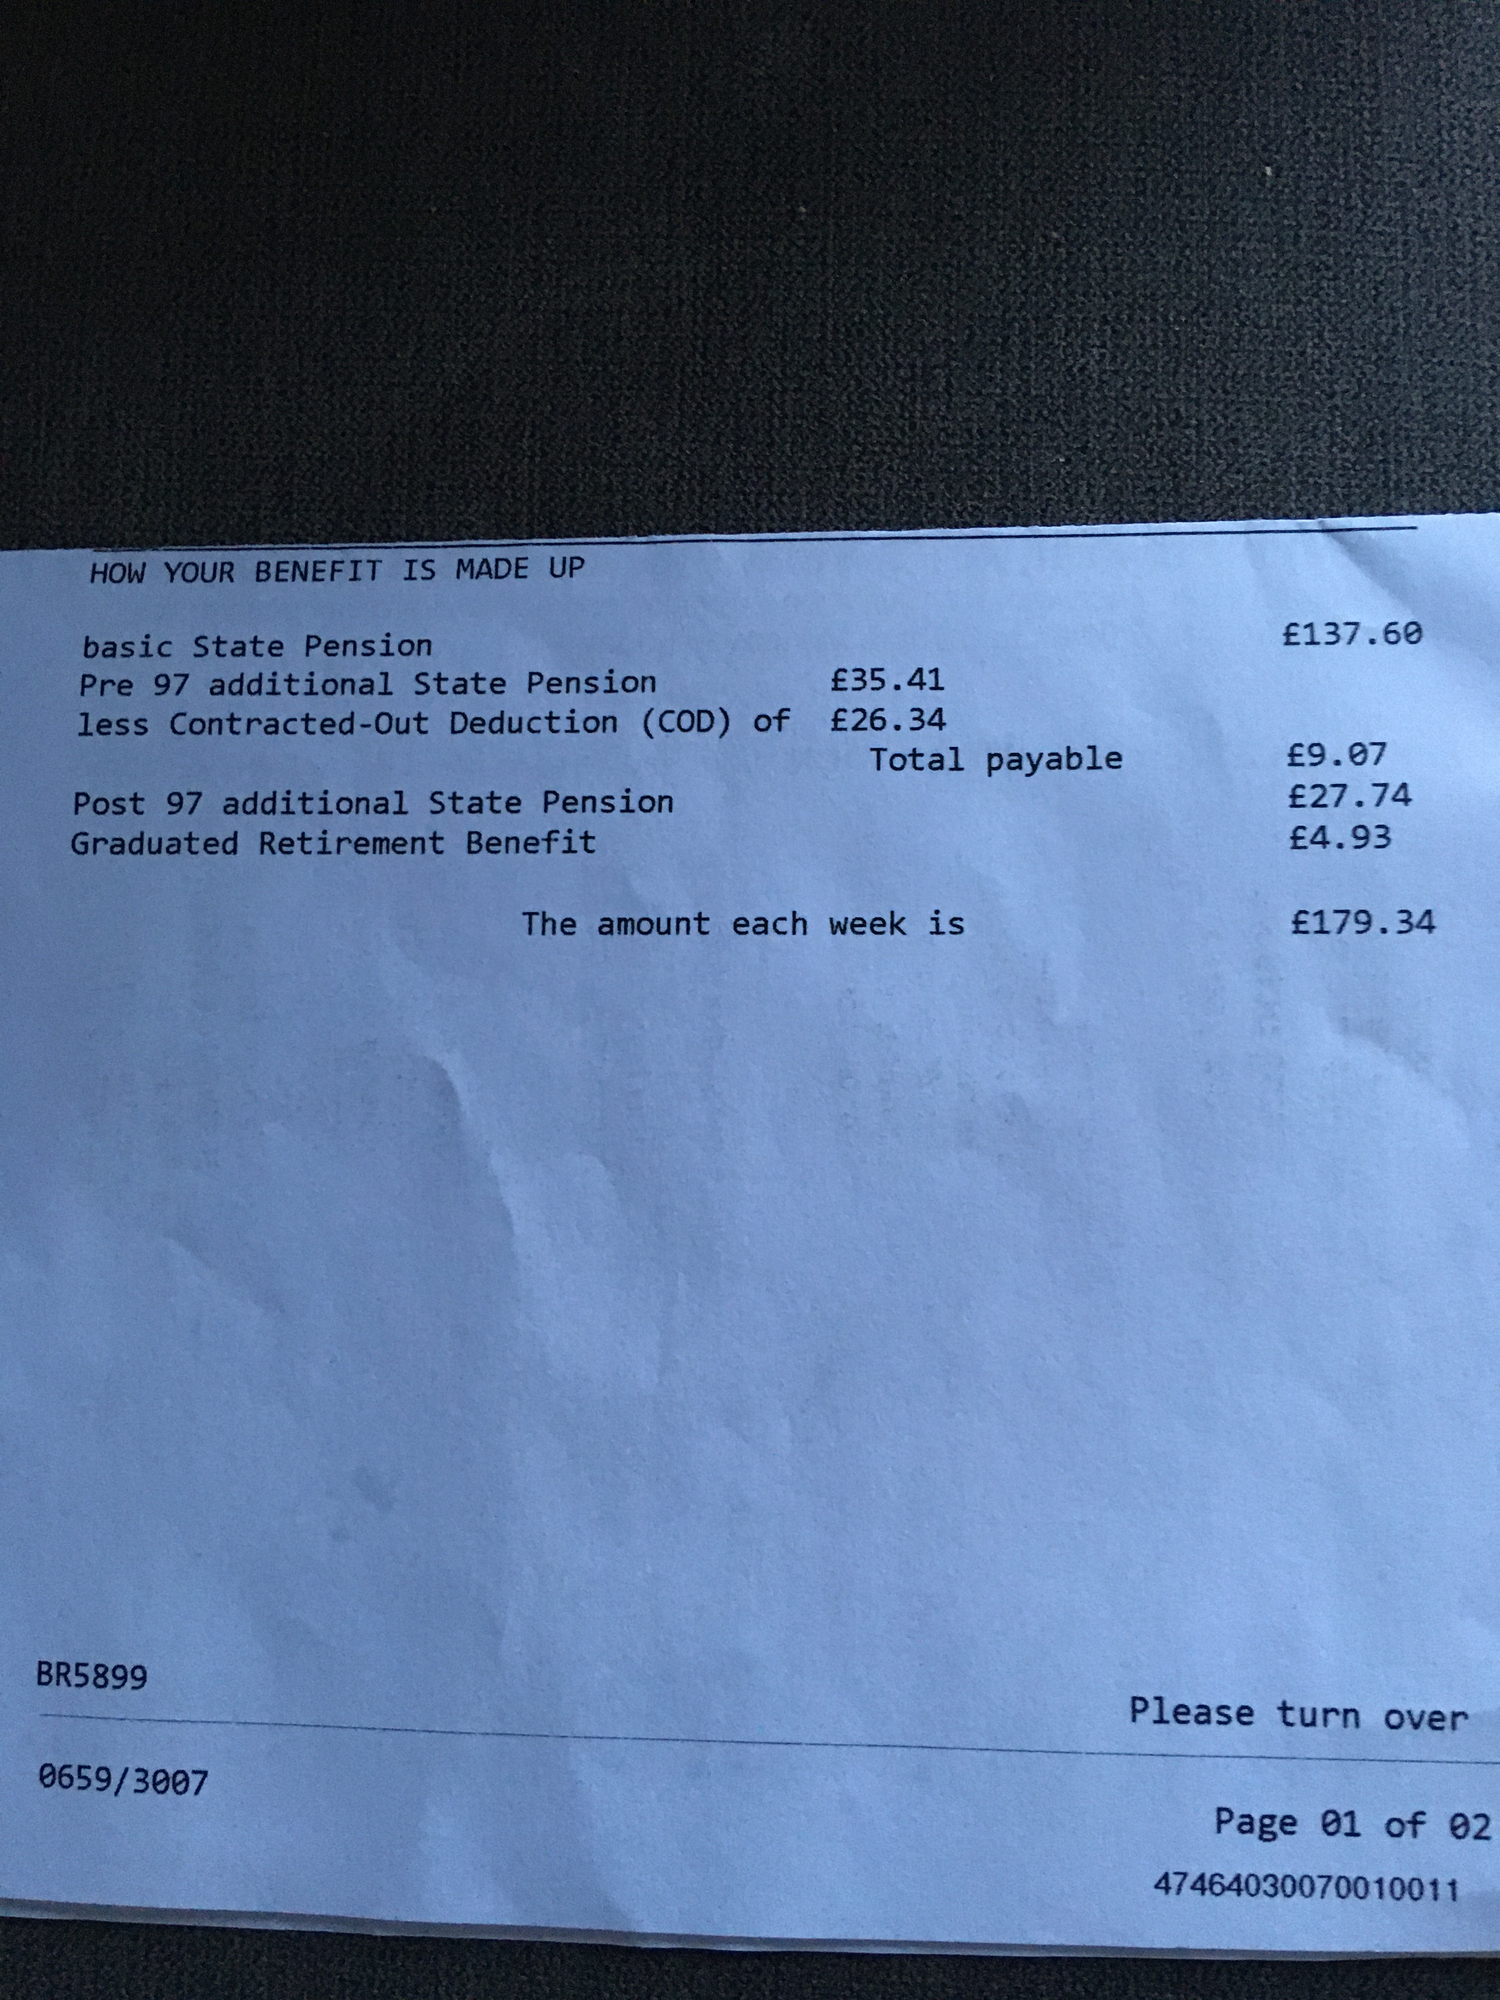 HOW YOUR BENEFIT IS MADE UP
basic State Pension £137.60
Pre 97 additional State Pension £35.41
less Contracted-Out Deduction (COD) of £26.34
Total payable £9.07
Post 97 additional State Pension £27.74
Graduated Retirement Benefit £4.93
The amount each week is £179.34
BR5899
Please turn over
0659/3007
Page 01 of 02
47464030070010011